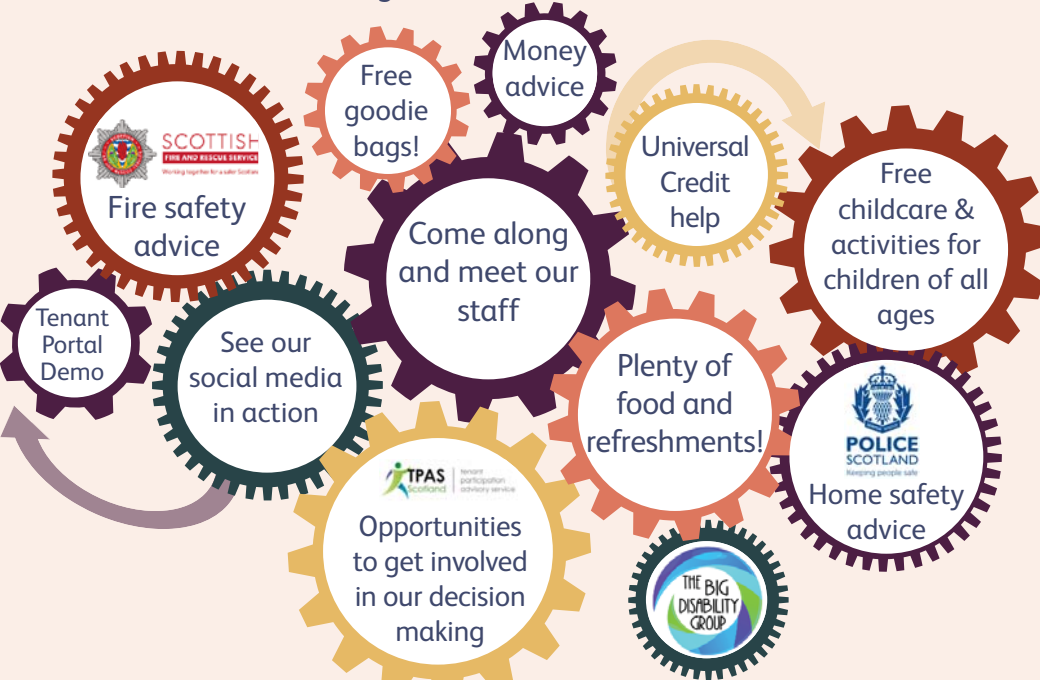 Free
goodie
bags!
Money
advice
SCOTTISH
FIRE AND RESCUE SERVICE
Working together for a safer Scotland
Fire safety
advice
Universal
Credit
help
Free
childcare &
activities for
children of all
ages
Come along
and meet our
staff
Tenant
Portal
Demo
See our
social media
in action
Plenty of
food and
refreshments!
POLICE
SCOTLAND
Keeping people safe
Home safety
advice
TPAS
Scotland
tenant
participation
advisory service
Opportunities
to get involved
in our decision
making
THE BIG
DISABILITY
GROUP